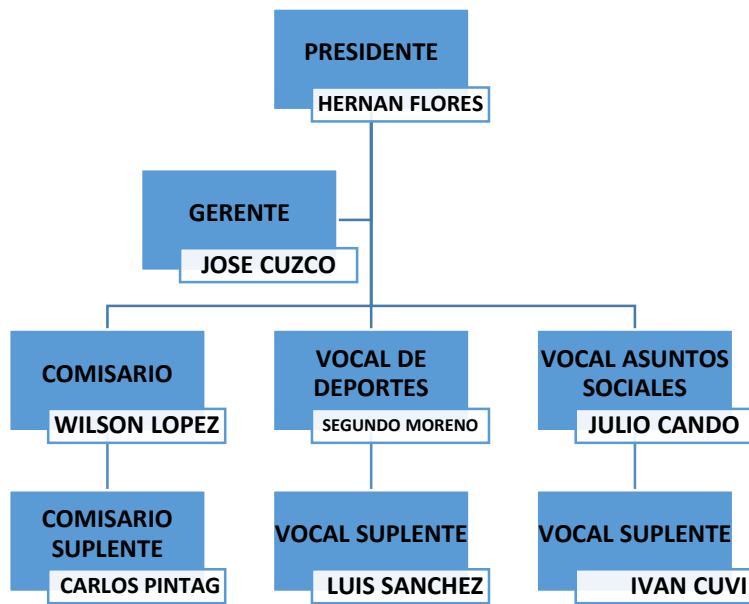 PRESIDENTE
HERNAN FLORES
GERENTE
JOSE CUZCO
COMISARIO
WILSON LOPEZ
VOCAL DE
DEPORTES
SEGUNDO MORENO
VOCAL ASUNTOS
SOCIALES
JULIO CANDO
COMISARIO
SUPLENTE
CARLOS PINTAG
VOCAL SUPLENTE
LUIS SANCHEZ
VOCAL SUPLENTE
IVAN CUVI